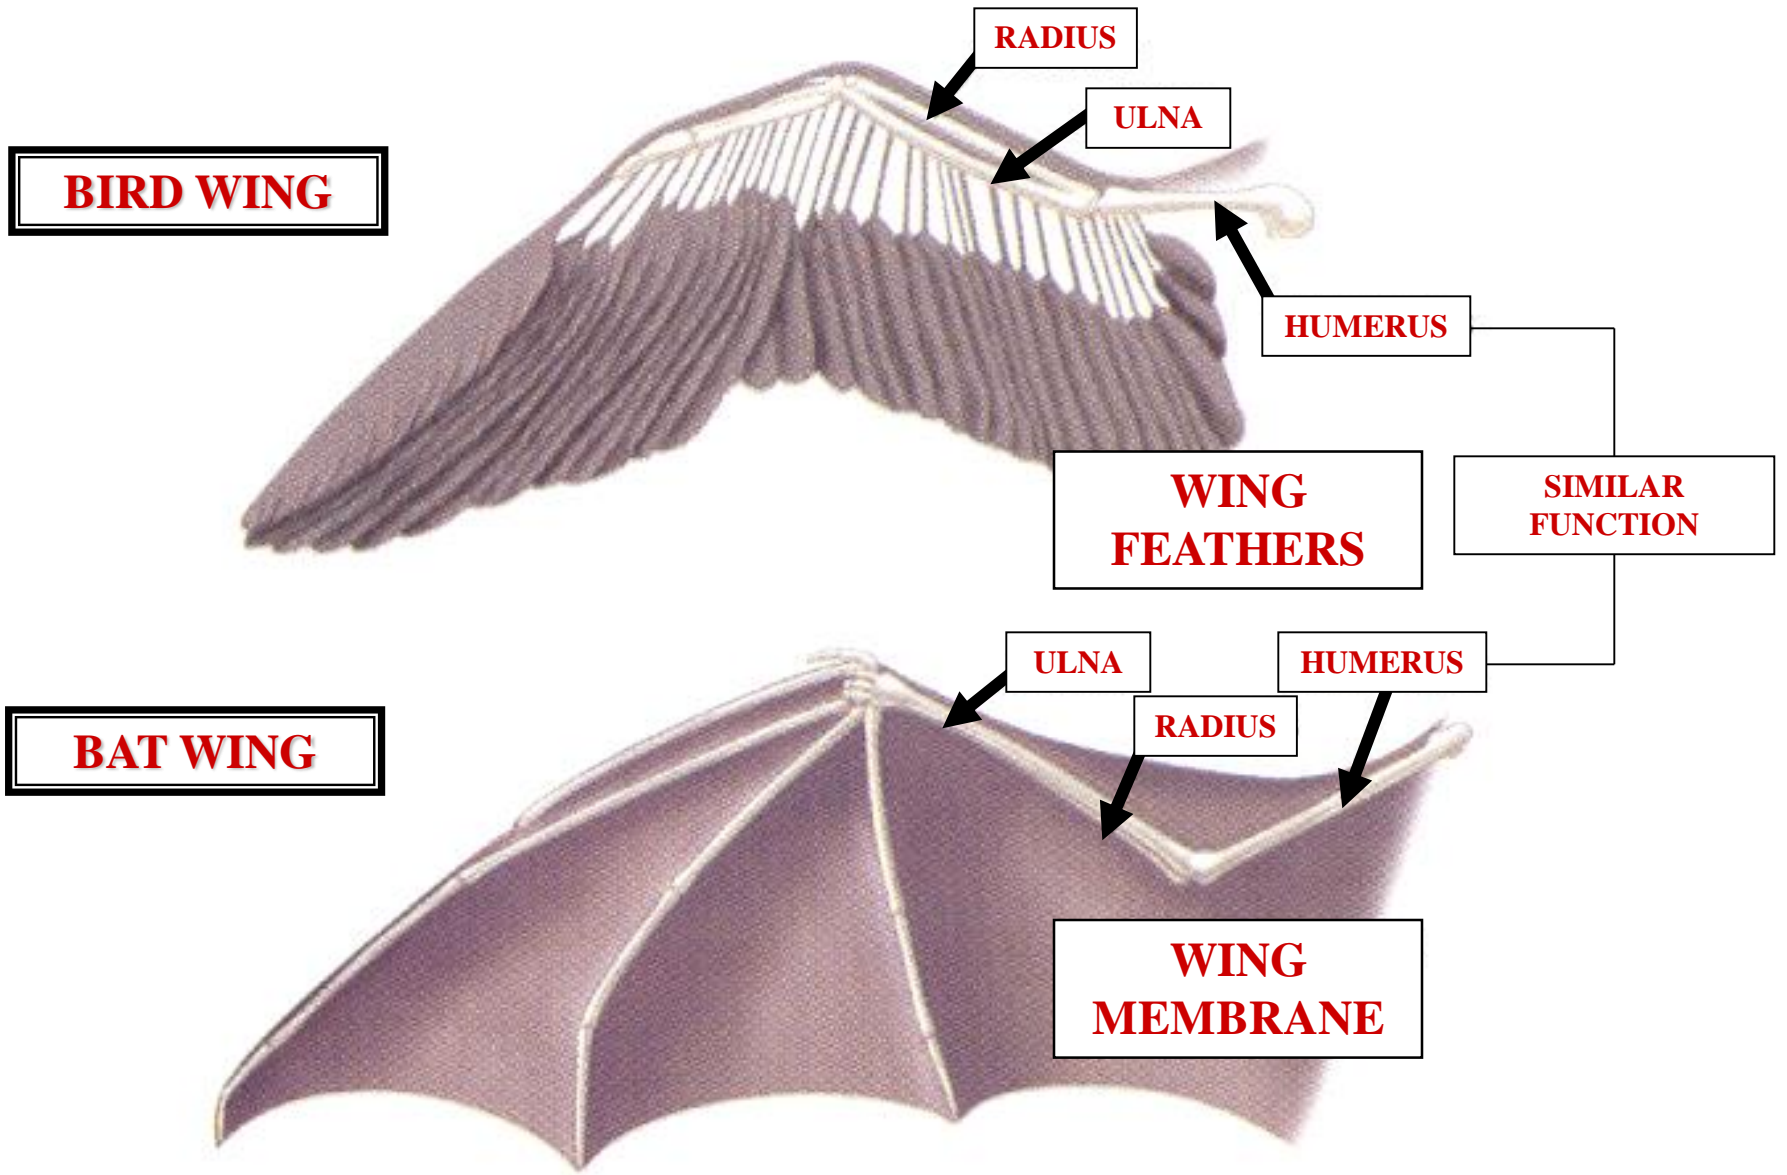 RADIUS
ULNA
BIRD WING
HUMERUS
WING
FEATHERS
SIMILAR
FUNCTION
ULNA
HUMERUS
RADIUS
BAT WING
WING
MEMBRANE